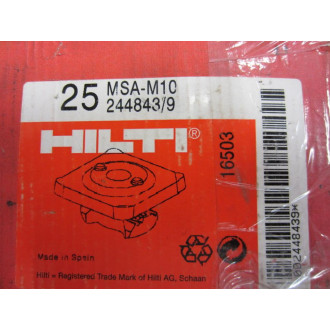 25 MSA-M10
244843/9
HILTI®
16503
Made in Spain
Hilti = Registered Trade Mark of Hilti AG, Schaan